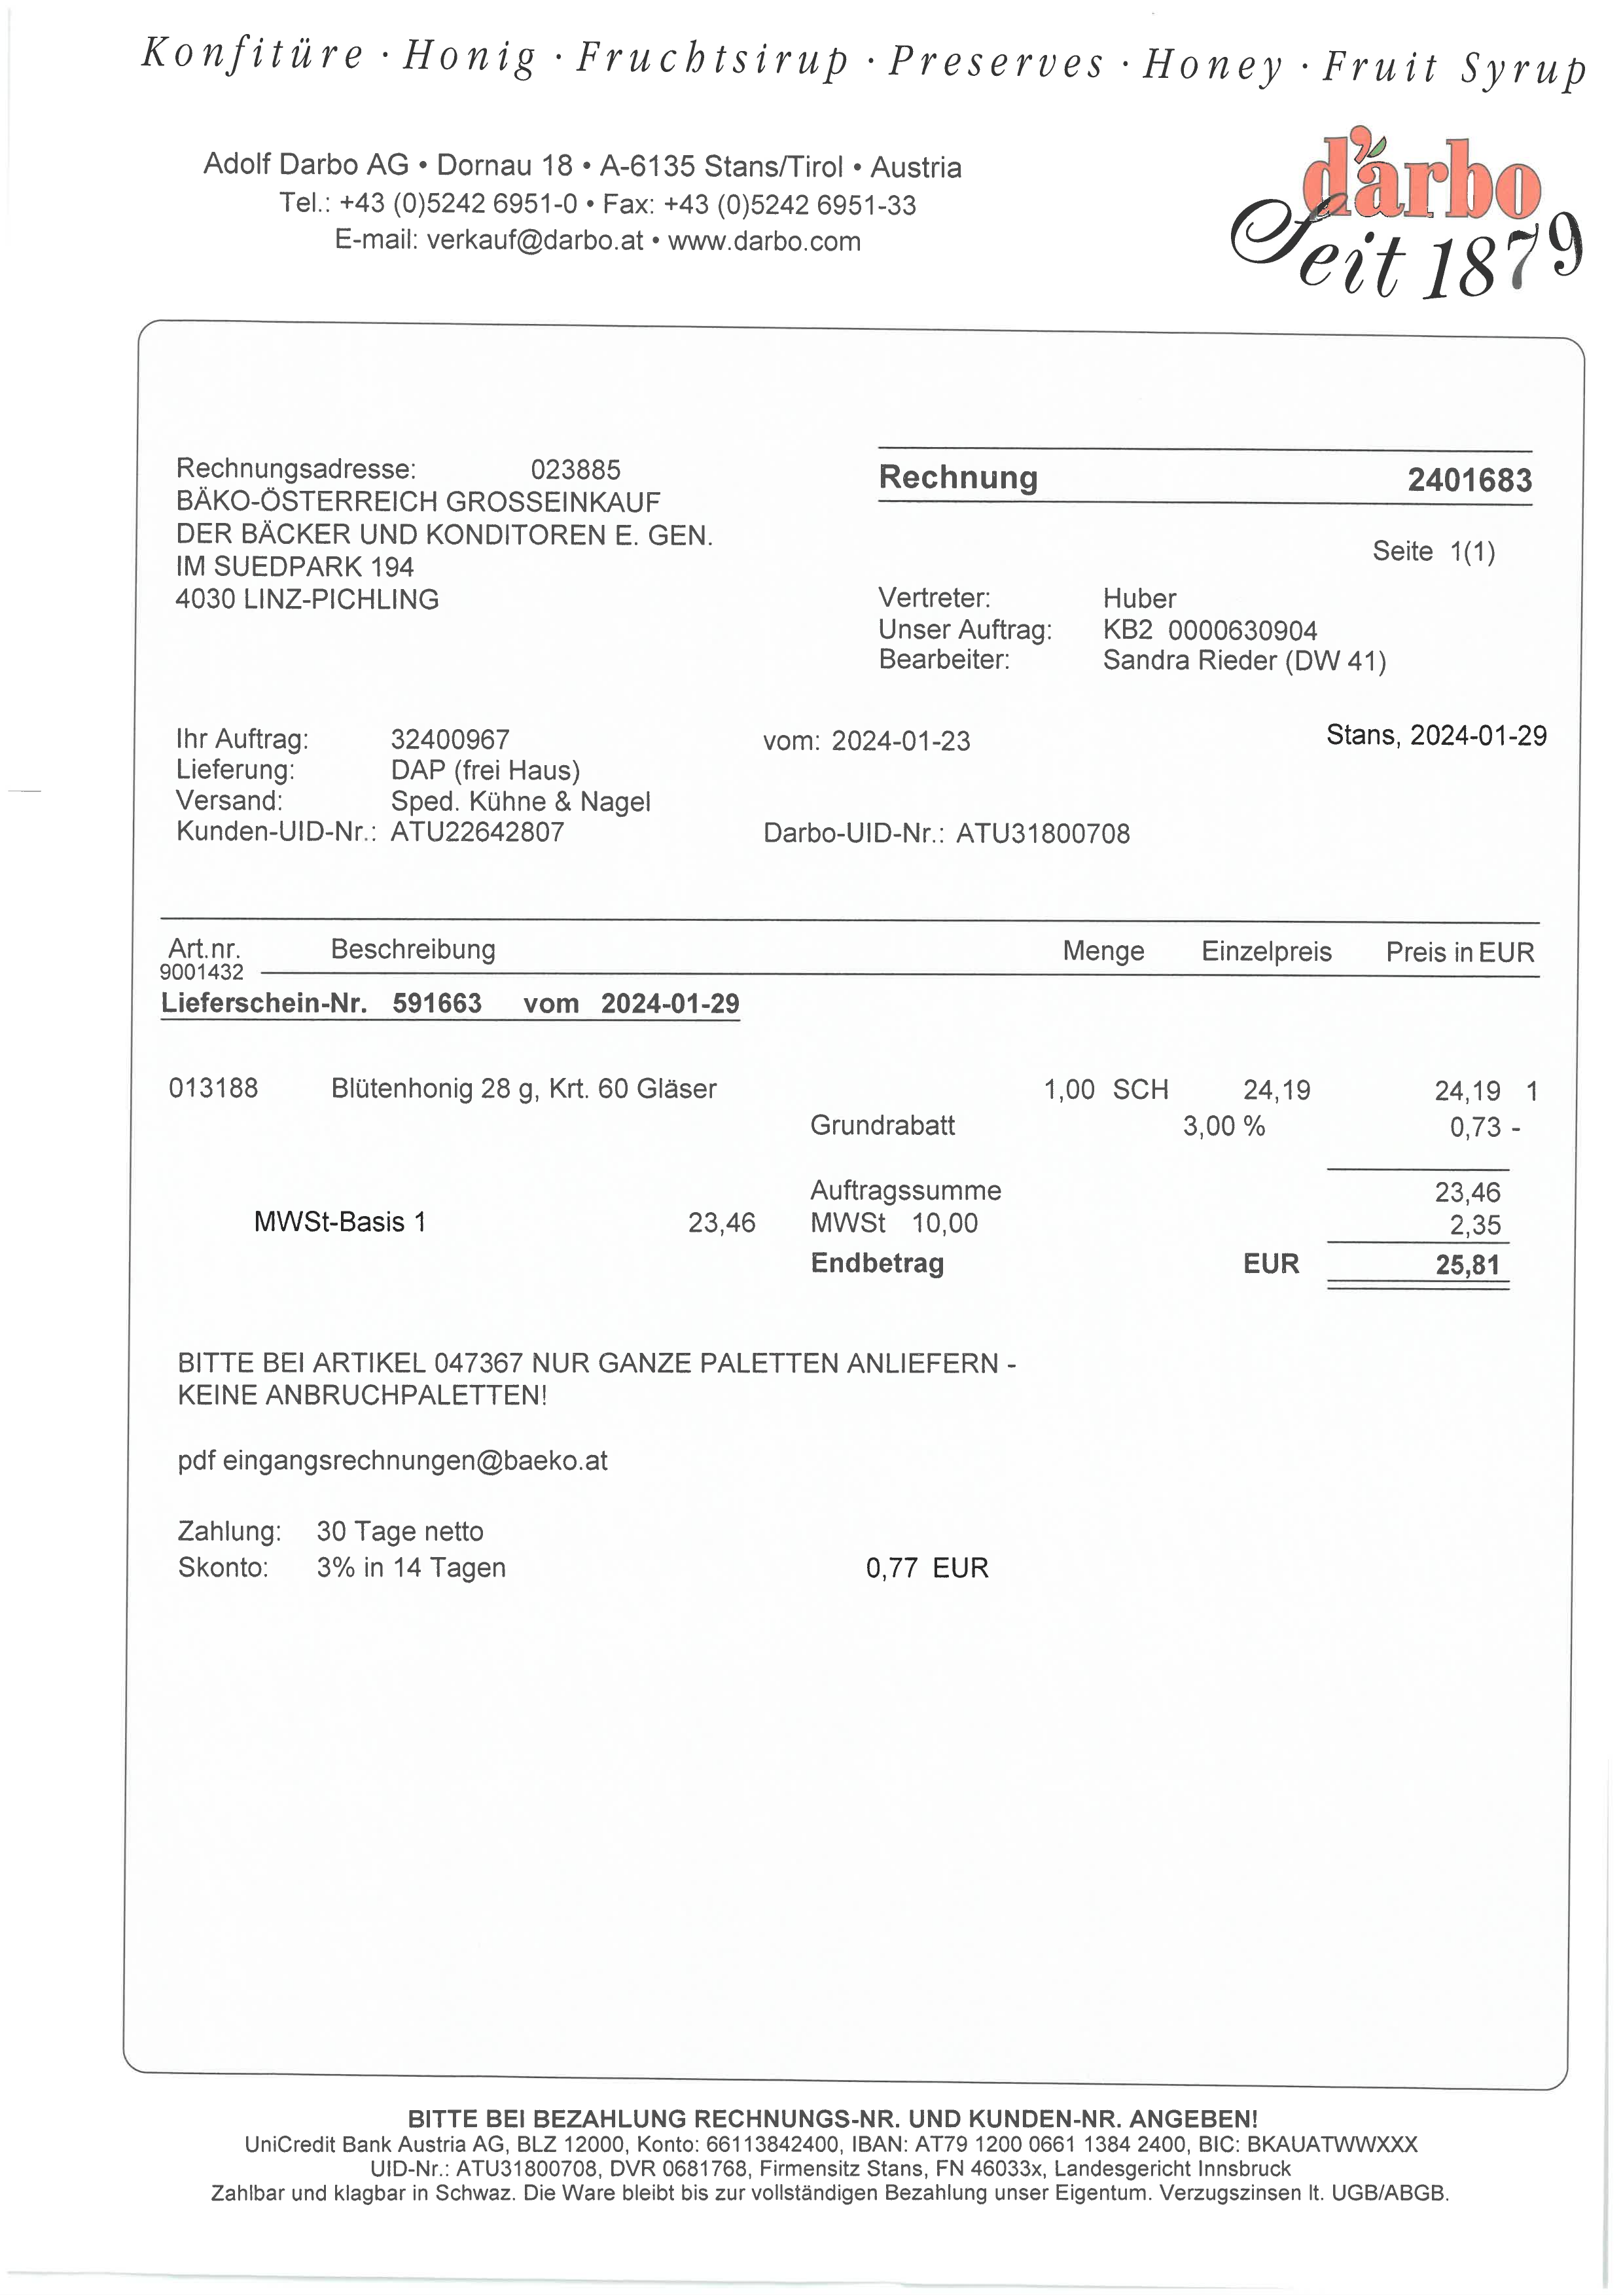 Konfitüre · Honig · Fruchtsirup · Preserves · Honey · Fruit Syrup
Adolf Darbo AG • Dornau 18 • A-6135 Stans/Tirol • Austria
Tel.: +43 (0)5242 6951-0 • Fax: +43 (0)5242 6951-33
E-mail: verkauf@darbo.at • www.darbo.com
d'arbo
Seit 1879
Rechnungsadresse: 023885
BÄKO-ÖSTERREICH GROSSEINKAUF
DER BÄCKER UND KONDITOREN E. GEN.
IM SUEDPARK 194
4030 LINZ-PICHLING
Rechnung 2401683
Seite 1(1)
Vertreter: Huber
Unser Auftrag: KB2 0000630904
Bearbeiter: Sandra Rieder (DW 41)
Ihr Auftrag: 32400967 vom: 2024-01-23 Stans, 2024-01-29
Lieferung: DAP (frei Haus)
Versand: Sped. Kühne & Nagel
Kunden-UID-Nr.: ATU22642807 Darbo-UID-Nr.: ATU31800708
Art.nr. Beschreibung Menge Einzelpreis Preis in EUR
9001432
Lieferschein-Nr. 591663 vom 2024-01-29
013188 Blütenhonig 28 g, Krt. 60 Gläser 1,00 SCH 24,19 24,19 1
Grundrabatt 3,00 % 0,73 -
Auftragssumme 23,46
MWSt-Basis 1 23,46 MWSt 10,00 2,35
Endbetrag EUR 25,81
BITTE BEI ARTIKEL 047367 NUR GANZE PALETTEN ANLIEFERN -
KEINE ANBRUCHPALETTEN!
pdf eingangsrechnungen@baeko.at
Zahlung: 30 Tage netto
Skonto: 3% in 14 Tagen 0,77 EUR
BITTE BEI BEZAHLUNG RECHNUNGS-NR. UND KUNDEN-NR. ANGEBEN!
UniCredit Bank Austria AG, BLZ 12000, Konto: 66113842400, IBAN: AT79 1200 0661 1384 2400, BIC: BKAUATWWXXX
UID-Nr.: ATU31800708, DVR 0681768, Firmensitz Stans, FN 46033x, Landesgericht Innsbruck
Zahlbar und klagbar in Schwaz. Die Ware bleibt bis zur vollständigen Bezahlung unser Eigentum. Verzugszinsen lt. UGB/ABGB.